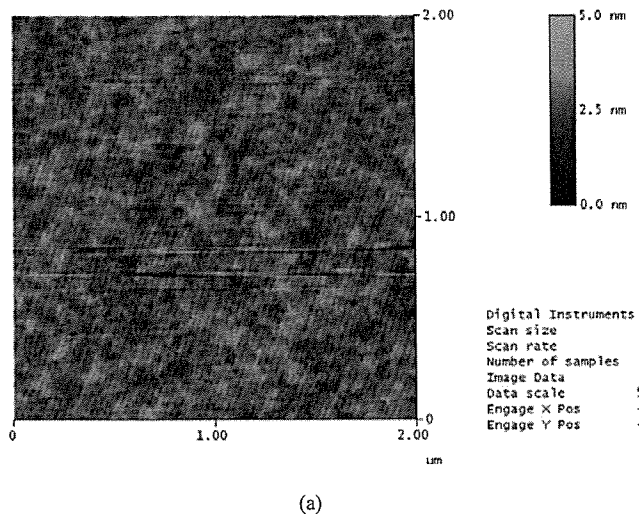 2.00
5.0 nm
2.5 nm
1.00
0.0 nm
Digital Instruments
Scan size
Scan rate
Number of samples
Image Data
Data scale 5
Engage X Pos -
Engage Y Pos -
0
0 1.00 2.00
um
(a)